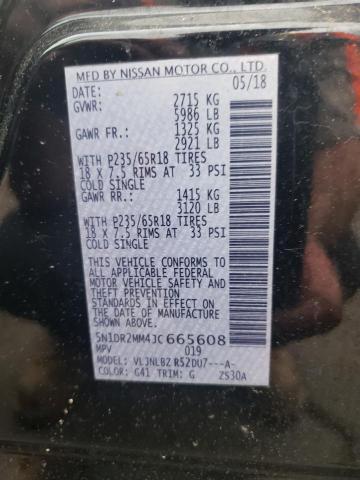 MFD BY NISSAN MOTOR CO., LTD.
DATE: 05/18
GVWR: 2715 KG
5986 LB
GAWR FR.: 1325 KG
2921 LB
WITH P235/65R18 TIRES
18 X 7.5 RIMS AT 33 PSI
COLD SINGLE
GAWR RR.: 1415 KG
3120 LB
WITH P235/65R18 TIRES
18 X 7.5 RIMS AT 33 PSI
COLD SINGLE
THIS VEHICLE CONFORMS TO
ALL APPLICABLE FEDERAL
MOTOR VEHICLE SAFETY
AND THEFT PREVENTION
STANDARDS IN EFFECT ON
THE DATE OF MANUFACTURE
SHOWN ABOVE.
5N1DR2MM4JC665608
MPV 019
MODEL: VLJNLBZ R52DU7---A-
COLOR: G41 TRIM: G ZS30A